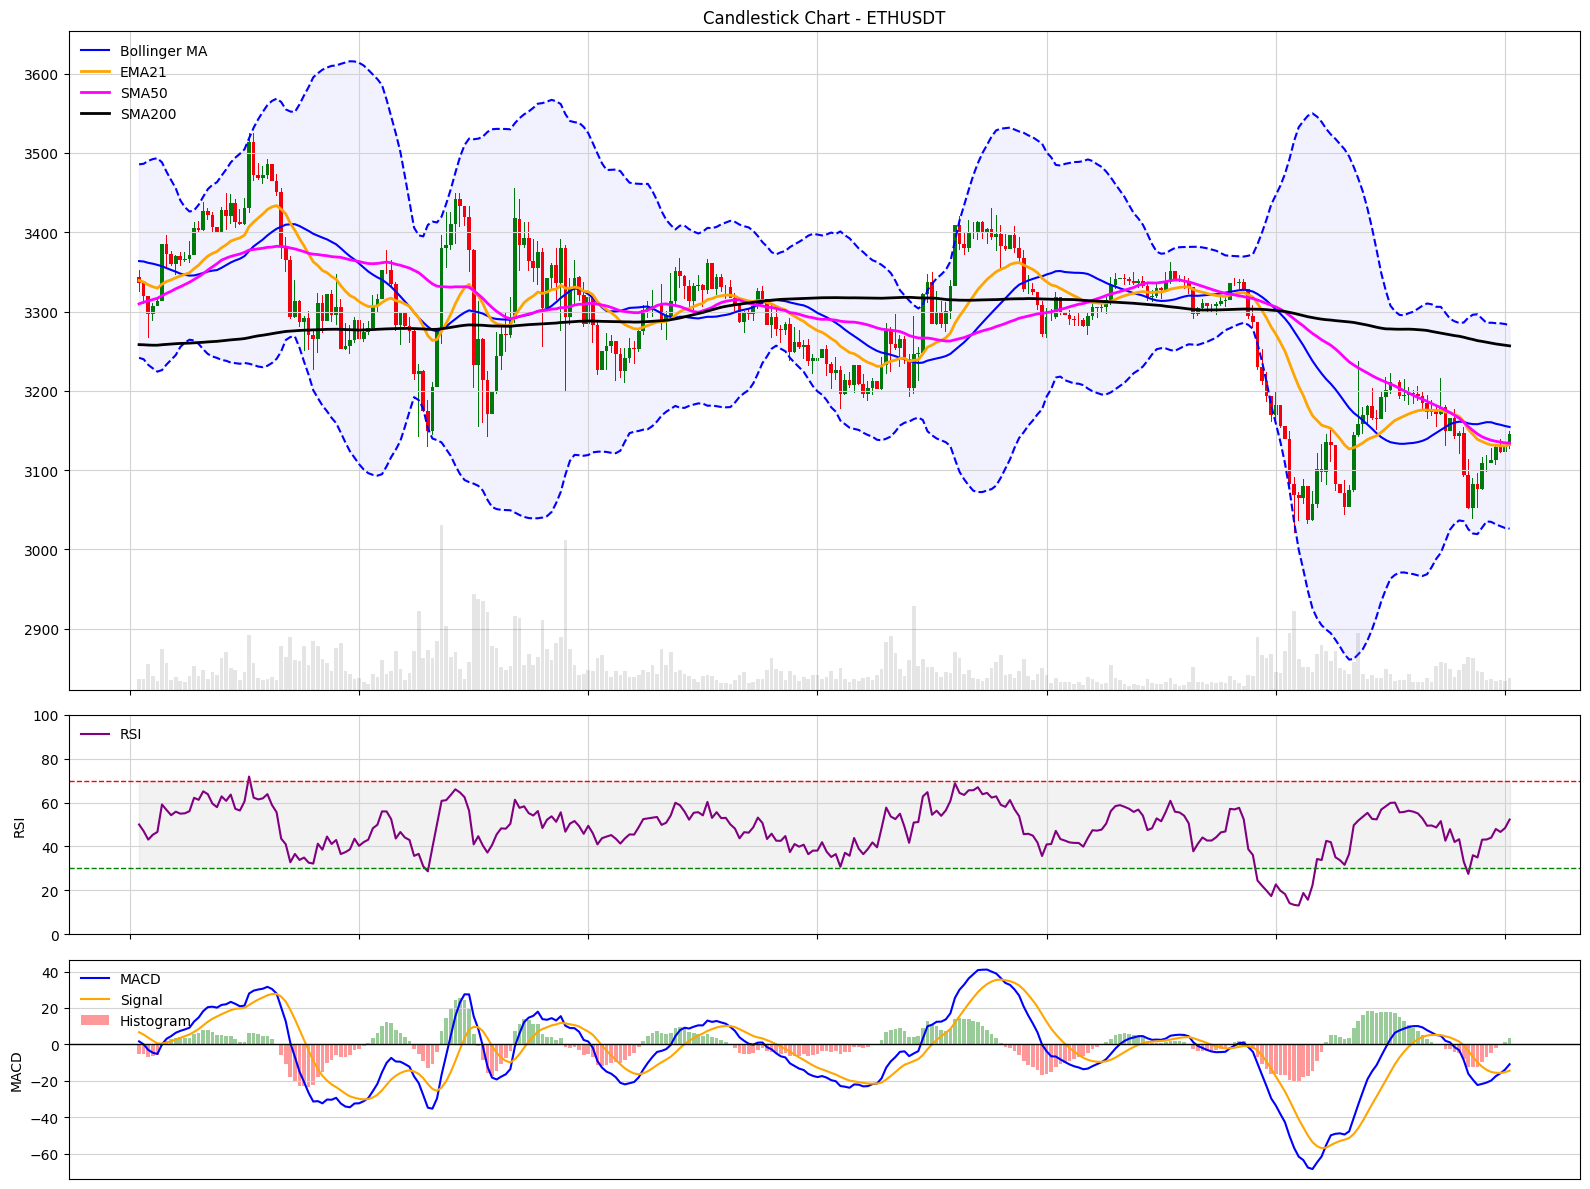 Candlestick Chart - ETHUSDT
Bollinger MA
EMA21
SMA50
SMA200
3600
3500
3400
3300
3200
3100
3000
2900
RSI
100
80
60
40
20
0
RSI
MACD
Signal
Histogram
40
20
0
−20
−40
−60
MACD